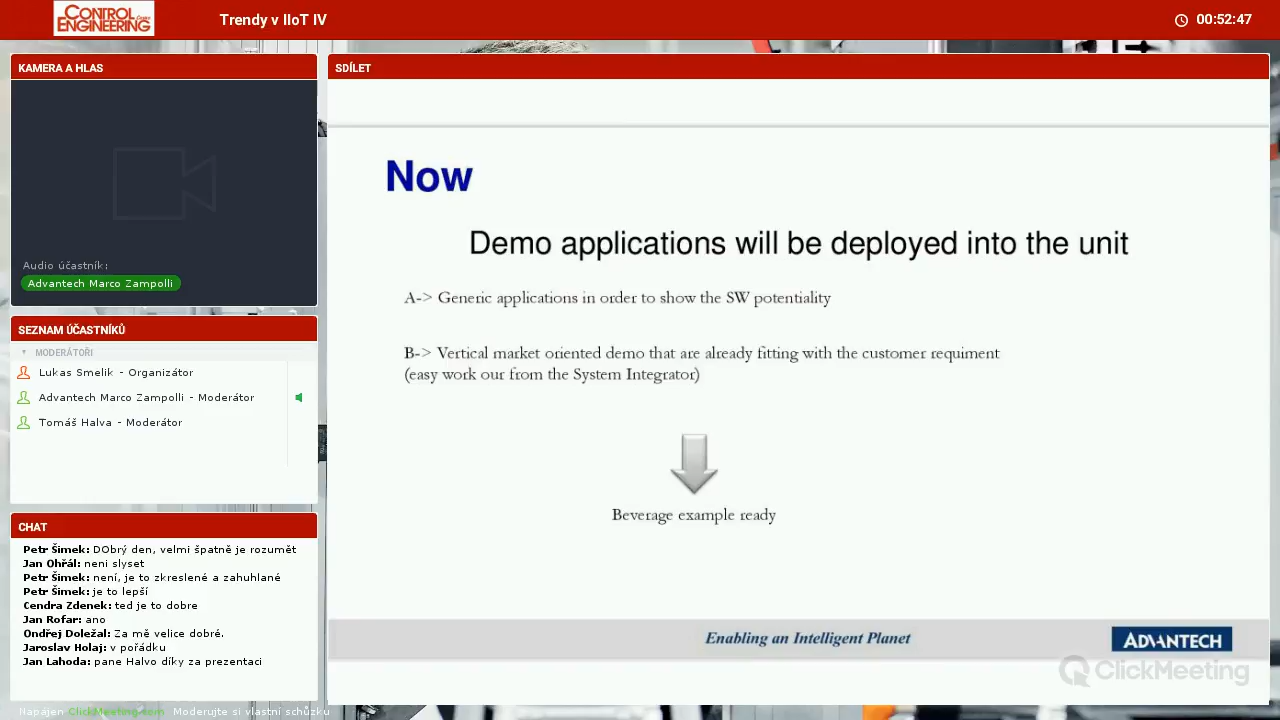 CONTROL
ENGINEERING
Trendy v IIoT IV
00:52:47
KAMERA A HLAS
Audio účastník:
Advantech Marco Zampolli
SEZNAM ÚČASTNÍKŮ
MODERÁTOŘI
Lukas Smelik - Organizátor
Advantech Marco Zampolli - Moderátor
Tomáš Halva - Moderátor
CHAT
Petr Šimek: DObrý den, velmi špatně je rozumět
Jan Ohřál: neni slyset
Petr Šimek: není, je to zkreslené a zahuhlané
Petr Šimek: je to lepší
Cendra Zdenek: ted je to dobre
Jan Rofar: ano
Ondřej Doležal: Za mě velice dobré.
Jaroslav Holaj: v pořádku
Jan Lahoda: pane Halvo díky za prezentaci
Napájen ClickMeeting.com Moderujte si vlastní schůzku
SDÍLET
Now
Demo applications will be deployed into the unit
A-> Generic applications in order to show the SW potentiality
B-> Vertical market oriented demo that are already fitting with the customer requiment
(easy work our from the System Integrator)
Beverage example ready
Enabling an Intelligent Planet
ADVANTECH
ClickMeeting